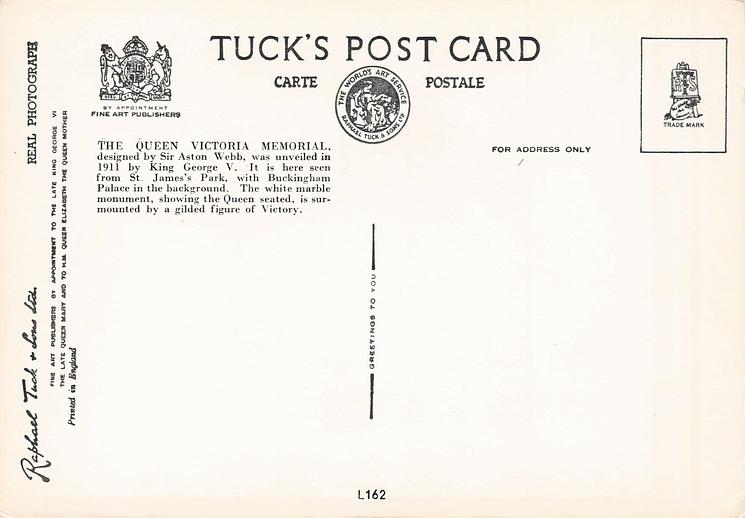 TUCK'S POST CARD
CARTE POSTALE
THE WORLD'S ART SERVICE
RAPHAEL TUCK & SONS LTD
BY APPOINTMENT
FINE ART PUBLISHERS
TRADE MARK
FOR ADDRESS ONLY
THE QUEEN VICTORIA MEMORIAL,
designed by Sir Aston Webb, was unveiled in
1911 by King George V. It is here seen
from St. James's Park, with Buckingham
Palace in the background. The white marble
monument, showing the Queen seated, is sur-
mounted by a gilded figure of Victory.
GREETINGS TO YOU
REAL PHOTOGRAPH
Raphael Tuck & Sons Ltd.
FINE ART PUBLISHERS BY APPOINTMENT TO THE LATE KING GEORGE VI
THE LATE QUEEN MARY AND TO H.M. QUEEN ELIZABETH THE QUEEN MOTHER
Printed in England
L162